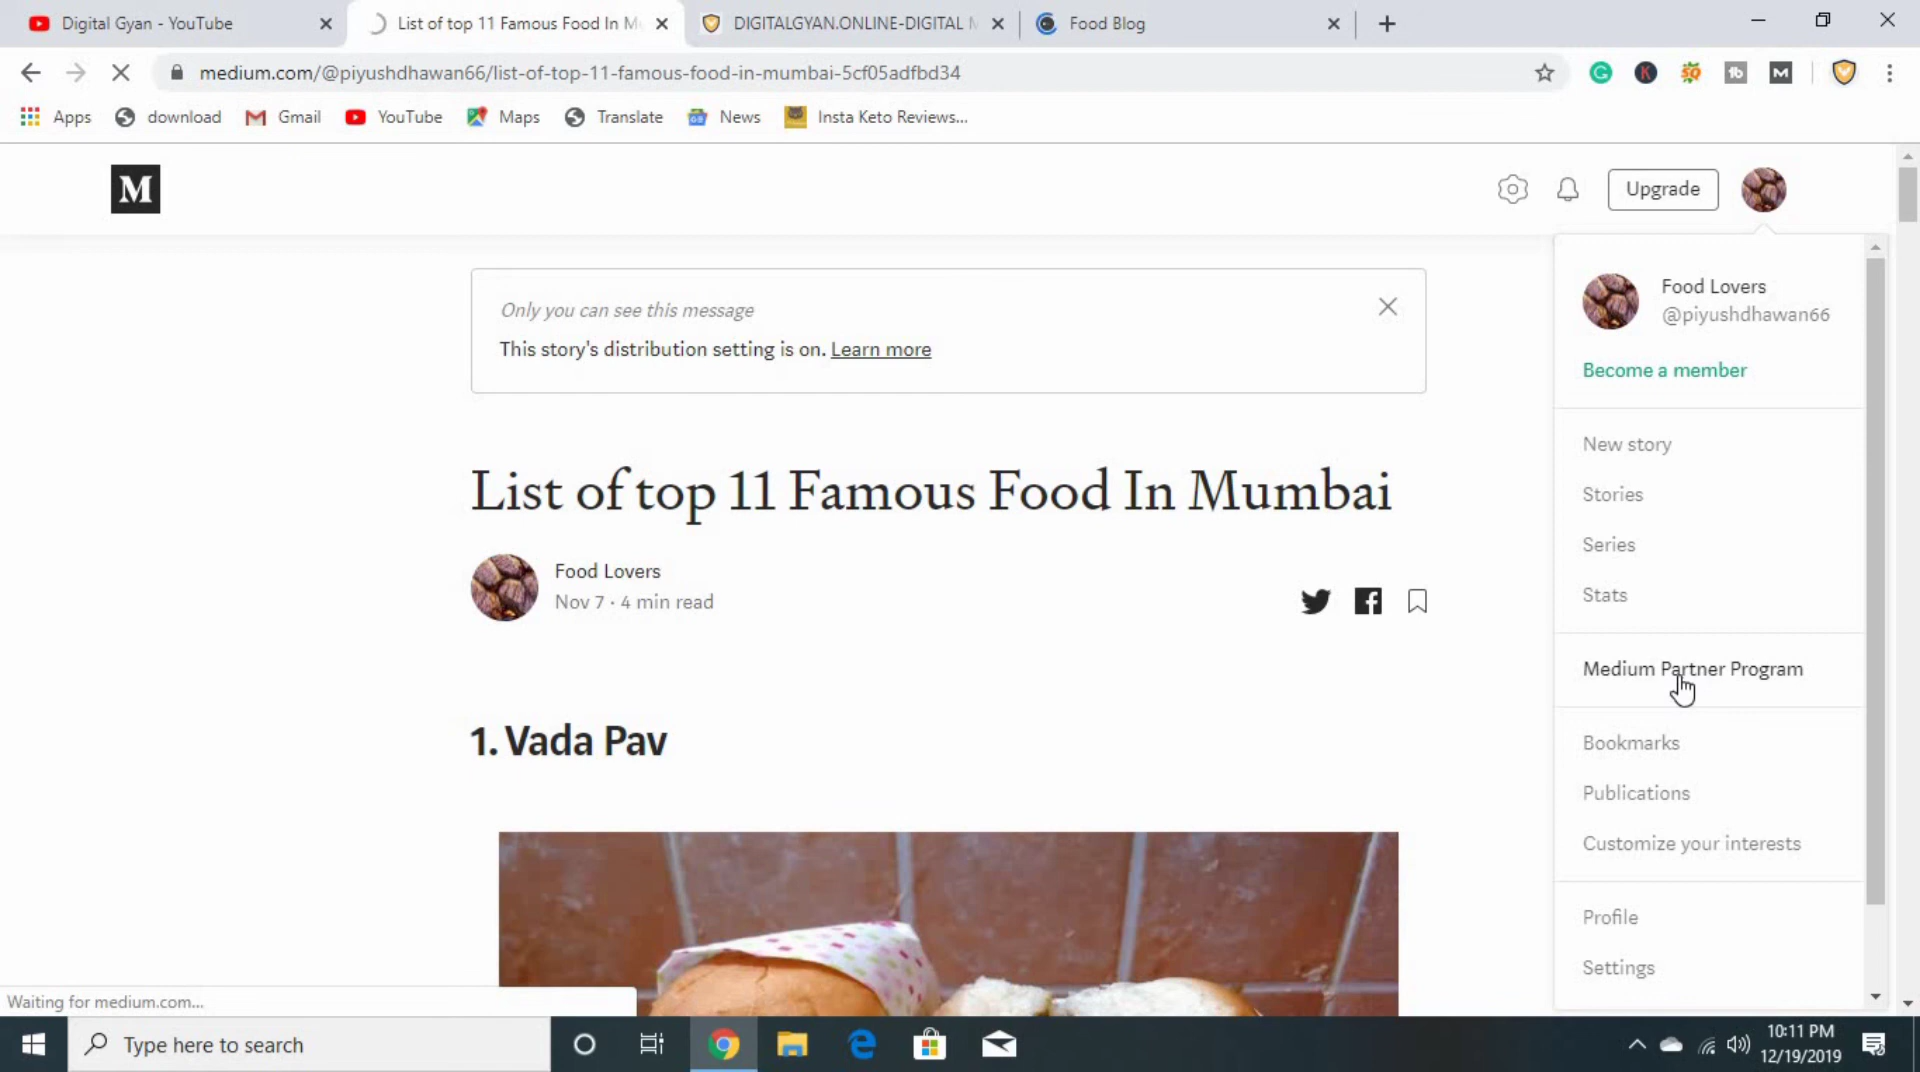 Digital Gyan - YouTube
List of top 11 Famous Food In M
DIGITALGYAN.ONLINE-DIGITAL
Food Blog
medium.com/@piyushdhawan66/list-of-top-11-famous-food-in-mumbai-5cf05adfbd34
Apps
download
Gmail
YouTube
Maps
Translate
News
Insta Keto Reviews...
M
Upgrade
Food Lovers
@piyushdhawan66
Become a member
New story
Stories
Series
Stats
Medium Partner Program
Bookmarks
Publications
Customize your interests
Profile
Settings
Only you can see this message
This story's distribution setting is on. Learn more
List of top 11 Famous Food In Mumbai
Food Lovers
Nov 7 · 4 min read
1. Vada Pav
Waiting for medium.com...
Type here to search
10:11 PM
12/19/2019